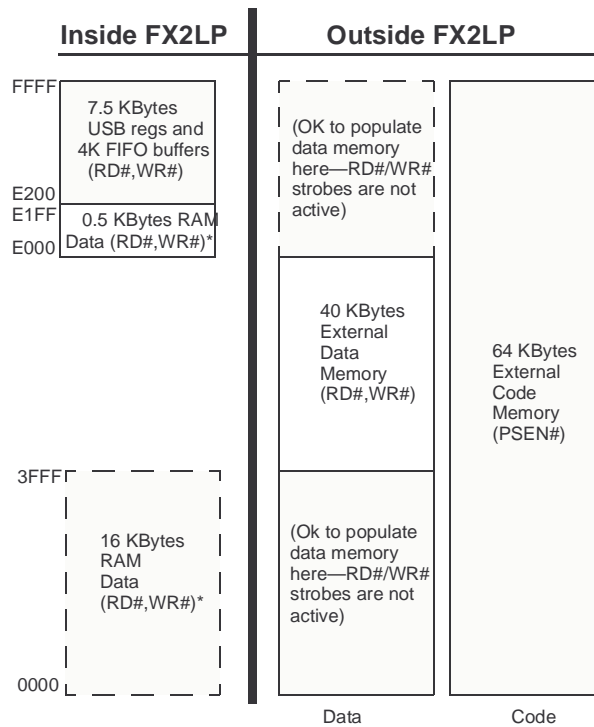 Inside FX2LP
Outside FX2LP
FFFF
7.5 KBytes
USB regs and
4K FIFO buffers
(RD#,WR#)
E200
E1FF
0.5 KBytes RAM
Data (RD#,WR#)*
E000
(OK to populate
data memory
here—RD#/WR#
strobes are not
active)
40 KBytes
External
Data
Memory
(RD#,WR#)
64 KBytes
External
Code
Memory
(PSEN#)
3FFF
16 KBytes
RAM
Data
(RD#,WR#)*
(Ok to populate
data memory
here—RD#/WR#
strobes are not
active)
0000
Data
Code